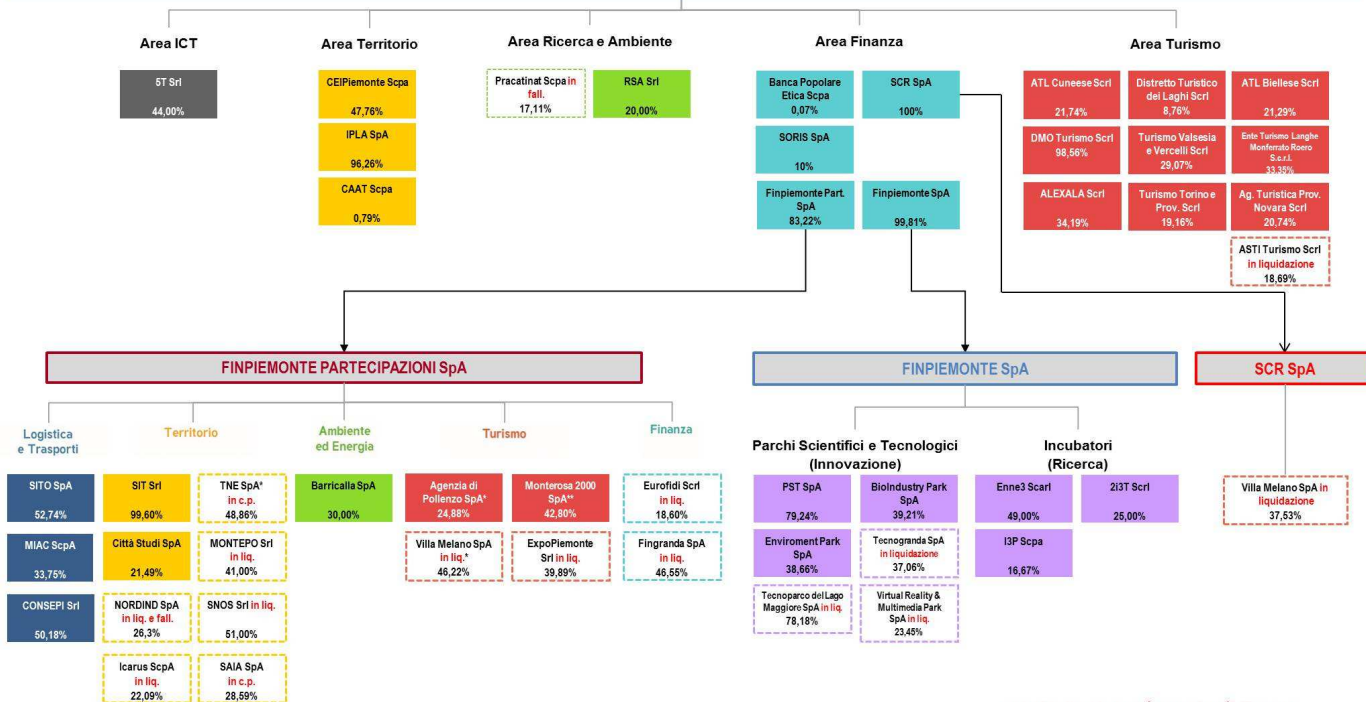 Area ICT
5T Srl
44,00%
Area Territorio
CEIPiemonte Scpa
47,76%
IPLA SpA
96,26%
CAAT Scpa
0,79%
Area Ricerca e Ambiente
Pracatinat Scpa in
fall.
17,11%
RSA Srl
20,00%
Area Finanza
Banca Popolare
Etica Scpa
0,07%
SCR SpA
100%
SORIS SpA
10%
Finpiemonte Part.
SpA
83,22%
Finpiemonte SpA
99,81%
Area Turismo
ATL Cuneese Scrl
21,74%
Distretto Turistico
dei Laghi Scrl
8,76%
ATL Biellese Scrl
21,29%
DMO Turismo Scrl
98,56%
Turismo Valsesia
e Vercelli Scrl
29,07%
Ente Turismo Langhe
Monferrato Roero
S.c.r.l.
33,35%
ALEXALA Scrl
34,19%
Turismo Torino e
Prov. Scrl
19,16%
Ag. Turistica Prov.
Novara Scrl
20,74%
ASTI Turismo Scrl
in liquidazione
18,69%
FINPIEMONTE PARTECIPAZIONI SpA
Logistica
e Trasporti
SITO SpA
52,74%
MIAC ScpA
33,75%
CONSEPI Srl
50,18%
Territorio
SIT Srl
99,60%
TNE SpA*
in c.p.
48,86%
Città Studi SpA
21,49%
MONTEPO Srl
in liq.
41,00%
NORDIND SpA
in liq. e fall.
26,3%
SNOS Srl in liq.
51,00%
Icarus ScpA
in liq.
22,09%
SAIA SpA
in c.p.
28,59%
Ambiente
ed Energia
Barricalla SpA
30,00%
Turismo
Agenzia di
Pollenzo SpA*
24,88%
Monterosa 2000
SpA**
42,80%
Villa Melano SpA
in liq.*
46,22%
ExpoPiemonte
Srl in liq.
39,89%
Finanza
Eurofidi Scrl
in liq.
18,60%
Fingranda SpA
in liq.
46,55%
FINPIEMONTE SpA
Parchi Scientifici e Tecnologici
(Innovazione)
PST SpA
79,24%
BioIndustry Park
SpA
39,21%
Enviroment Park
SpA
38,66%
Tecnogranda SpA
in liquidazione
37,06%
Tecnoparco del Lago
Maggiore SpA in liq.
78,18%
Virtual Reality &
Multimedia Park
SpA in liq.
23,45%
Incubatori
(Ricerca)
Enne3 Scarl
49,00%
2i3T Scrl
25,00%
I3P Scpa
16,67%
SCR SpA
Villa Melano SpA in
liquidazione
37,53%